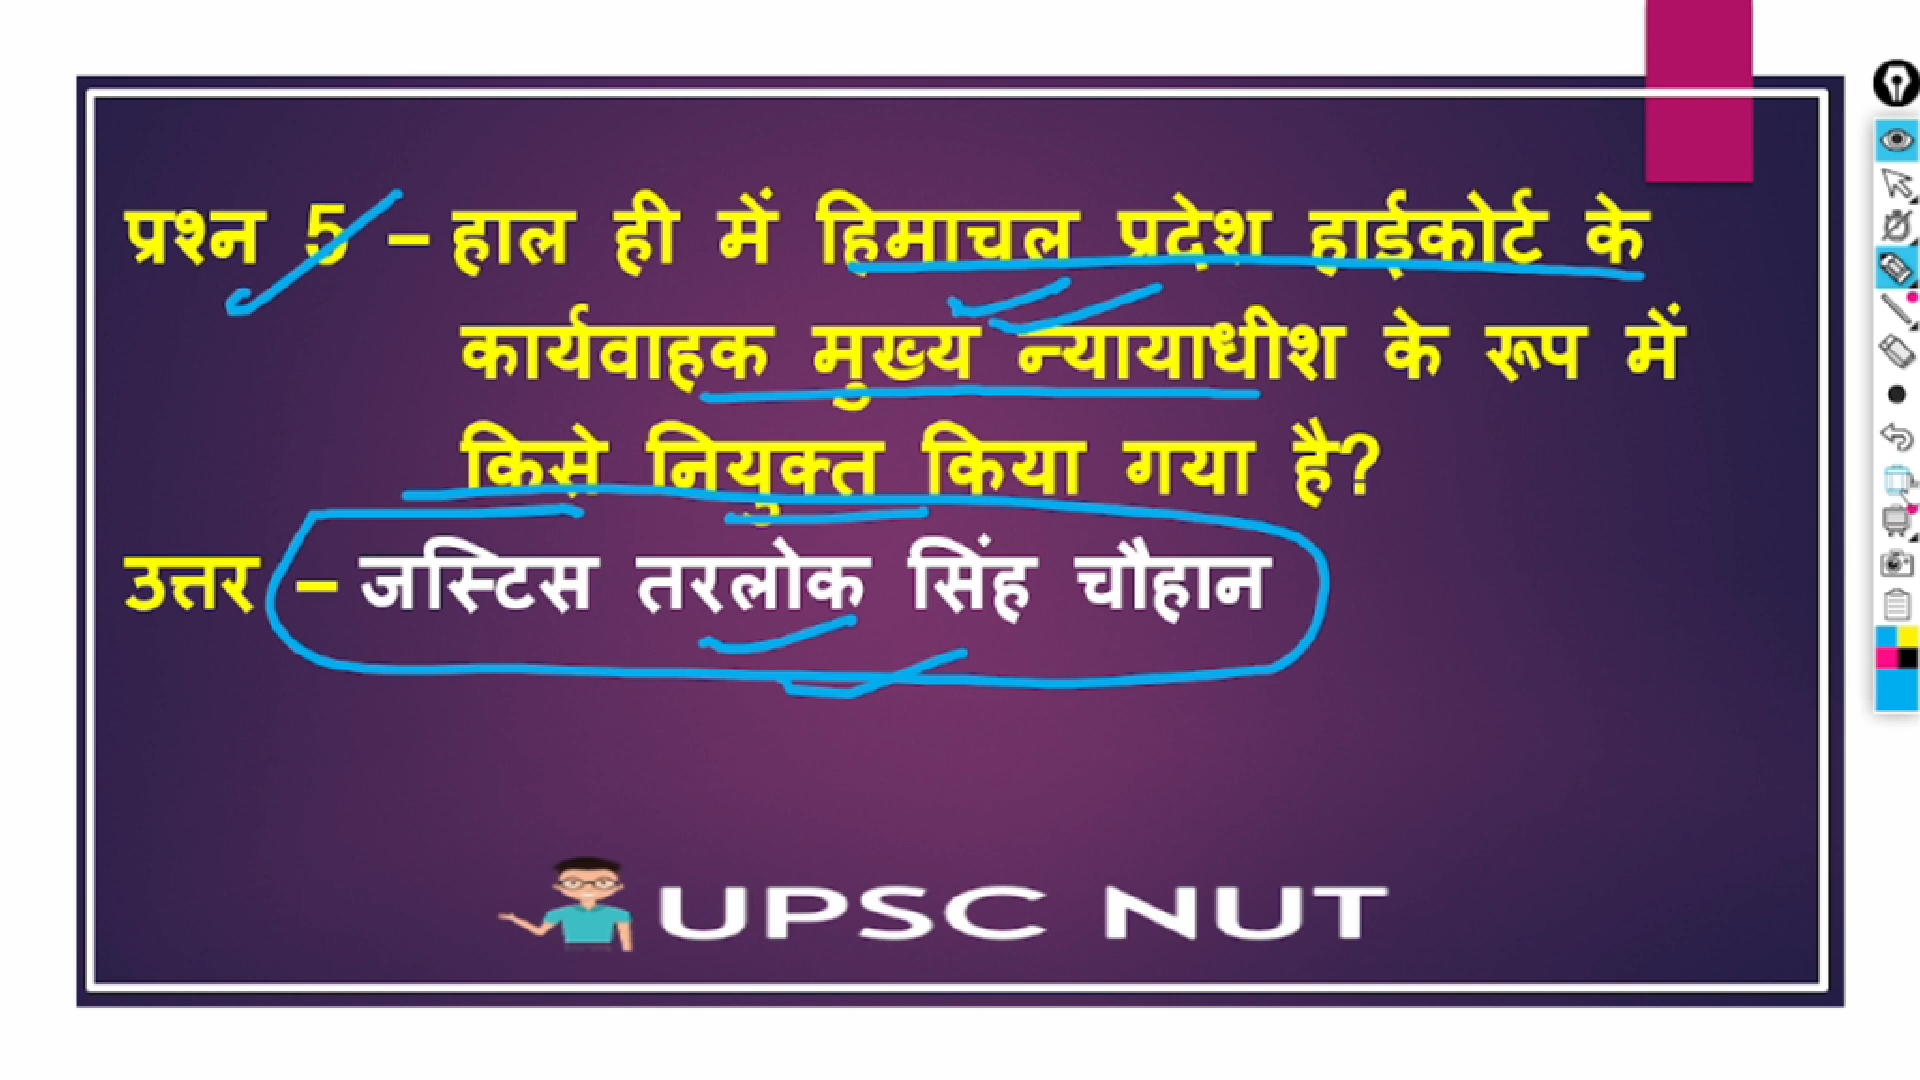 प्रश्न 5 – हाल ही में हिमाचल प्रदेश हाईकोर्ट के
कार्यवाहक मुख्य न्यायाधीश के रूप में
किसे नियुक्त किया गया है?
उत्तर – जस्टिस तरलोक सिंह चौहान
UPSC NUT